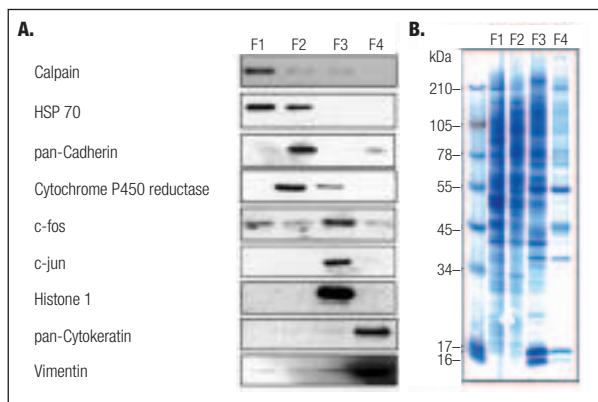 A.
F1 F2 F3 F4
Calpain
HSP 70
pan-Cadherin
Cytochrome P450 reductase
c-fos
c-jun
Histone 1
pan-Cytokeratin
Vimentin
B.
F1 F2 F3 F4
kDa
210–
105–
78–
55–
45–
34–
17–
16–